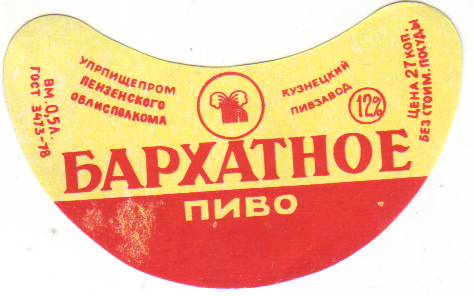 ВМ. 0,5 Л.
ГОСТ 3473-78
УПРПИЩЕПРОМ
ПЕНЗЕНСКОГО
ОБЛИСПОЛКОМА
КУЗНЕЦКИЙ
ПИВЗАВОД
12%
ЦЕНА 27 КОП.
БЕЗ СТОИМ. ПОСУДЫ
БАРХАТНОЕ
ПИВО